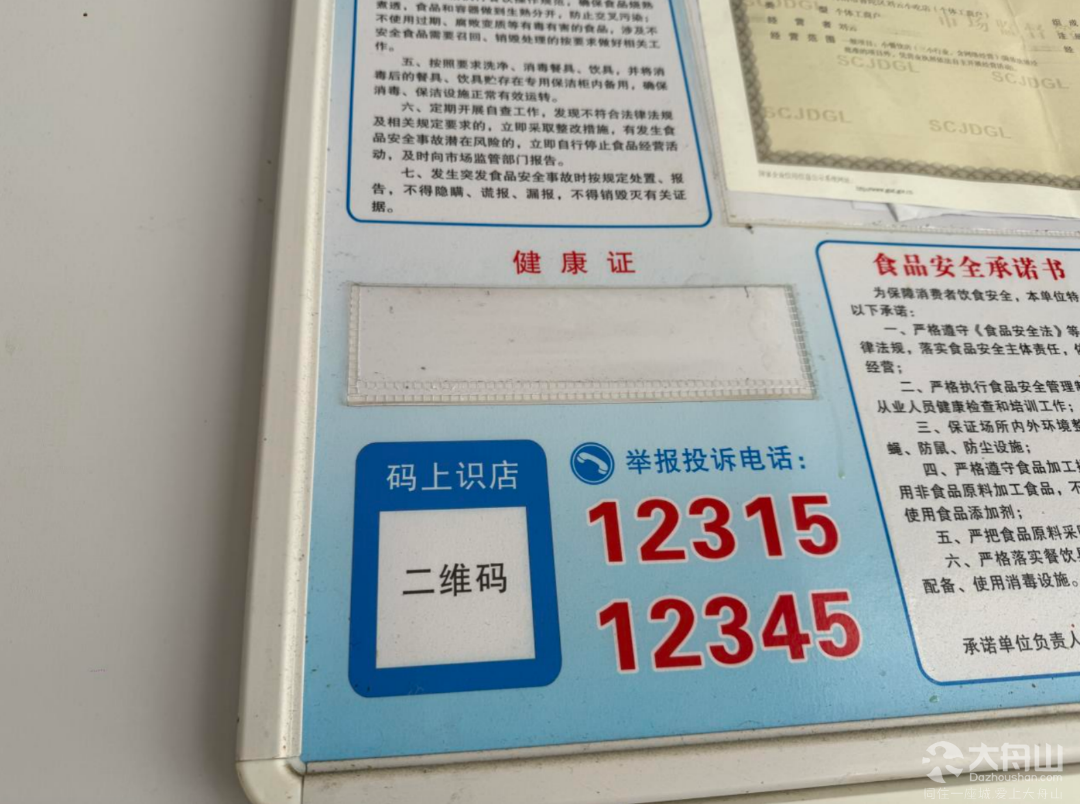 煮透，食品和容器做到生熟分开，防止交叉污染；
不使用过期、腐败变质等有毒有害的食品，涉及不
安全食品需要召回、销毁处理的按要求做好相关工
作。
五、按照要求洗净、消毒餐具、饮具，并将消
毒后的餐具、饮具贮存在专用保洁柜内备用，确保
消毒、保洁设施正常有效运转。
六、定期开展自查工作，发现不符合法律法规
及相关规定要求的，立即采取整改措施，有发生食
品安全事故潜在风险的，立即自行停止食品经营活
动，及时向市场监管部门报告。
七、发生突发食品安全事故时按规定处置、报
告，不得隐瞒、谎报、漏报，不得销毁灭有关证
据。
型 个体工商户
经营者
经营范围
SCJDGL
SCJDGL
SCJDGL
健康证
码上识店
二维码
举报投诉电话：
12315
12345
食品安全承诺书
为保障消费者饮食安全，本单位特
以下承诺：
一、严格遵守《食品安全法》等
律法规，落实食品安全主体责任，
经营；
二、严格执行食品安全管理
从业人员健康检查和培训工作；
三、保证场所内外环境整
蝇、防鼠、防尘设施；
四、严格遵守食品加工
用非食品原料加工食品，不
使用食品添加剂；
五、严把食品原料采
六、严格落实餐饮
配备、使用消毒设施。
承诺单位负责人
大舟山
Dazhoushan.com